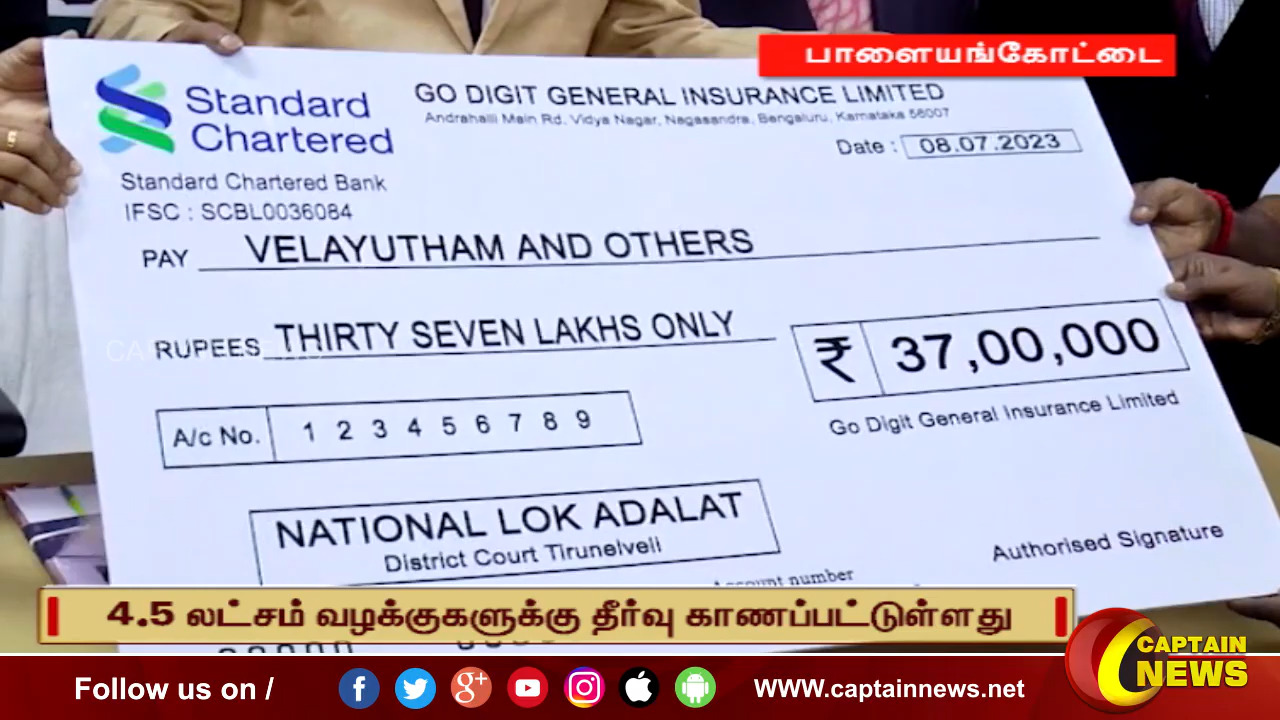 பாளையங்கோட்டை
Standard
Chartered
GO DIGIT GENERAL INSURANCE LIMITED
Andrahalli Main Rd, Vidya Nagar, Nagasandra, Bengaluru, Karnataka 56007
Date : 08.07.2023
Standard Chartered Bank
IFSC : SCBL0036084
PAY VELAYUTHAM AND OTHERS
RUPEES THIRTY SEVEN LAKHS ONLY
₹ 37,00,000
Go Digit General Insurance Limited
A/c No. 1 2 3 4 5 6 7 8 9
NATIONAL LOK ADALAT
District Court Tirunelveli
Authorised Signature
Account number
4.5 லட்சம் வழக்குகளுக்கு தீர்வு காணப்பட்டுள்ளது
Follow us on /
WWW.captainnews.net
CAPTAIN
NEWS